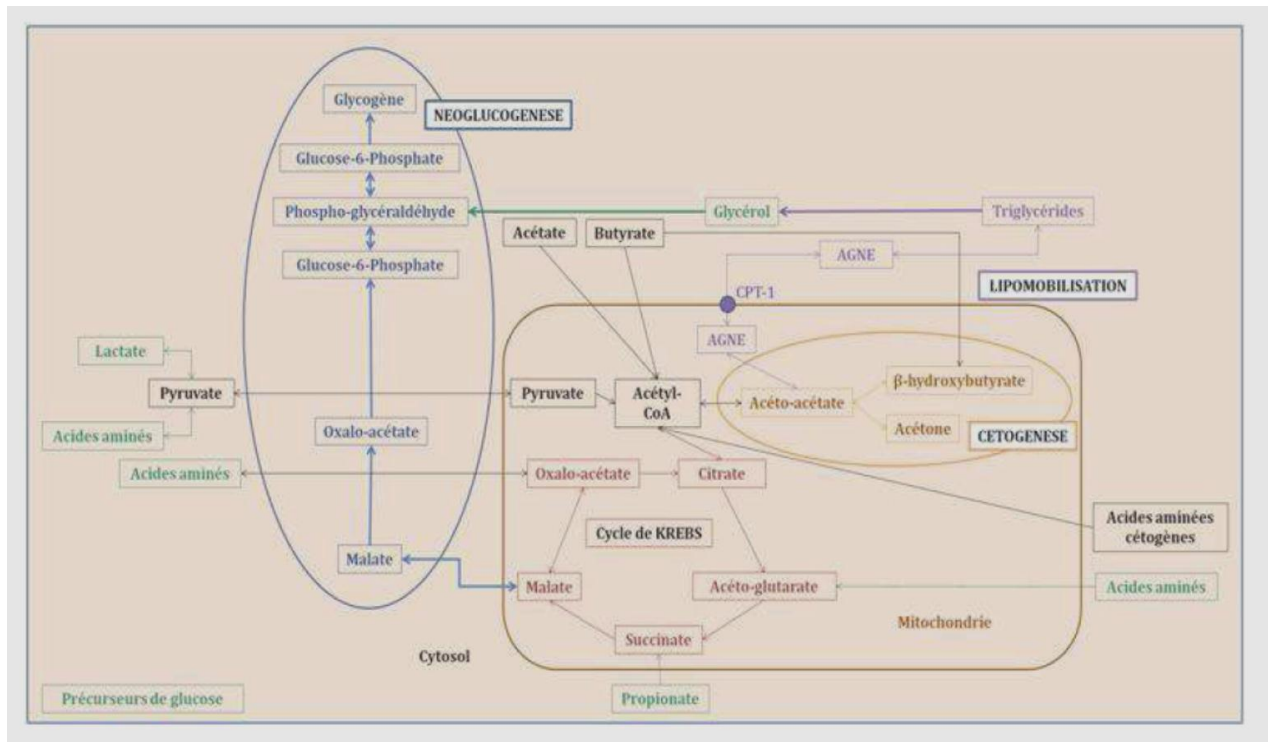 Glycogène
NEOGLUCOGENESE
Glucose-6-Phosphate
Phospho-glycéraldéhyde
Glycérol
Triglycérides
Acétate
Butyrate
AGNE
Glucose-6-Phosphate
LIPOMOBILISATION
CPT-1
AGNE
Lactate
Pyruvate
Pyruvate
Acétyl-
CoA
Acéto-acétate
β-hydroxybutyrate
Acétone
CETOGENESE
Acides aminés
Oxalo-acétate
Acides aminés
Oxalo-acétate
Citrate
Cycle de KREBS
Acides aminées
cétogènes
Malate
Malate
Acéto-glutarate
Acides aminés
Mitochondrie
Succinate
Cytosol
Précurseurs de glucose
Propionate